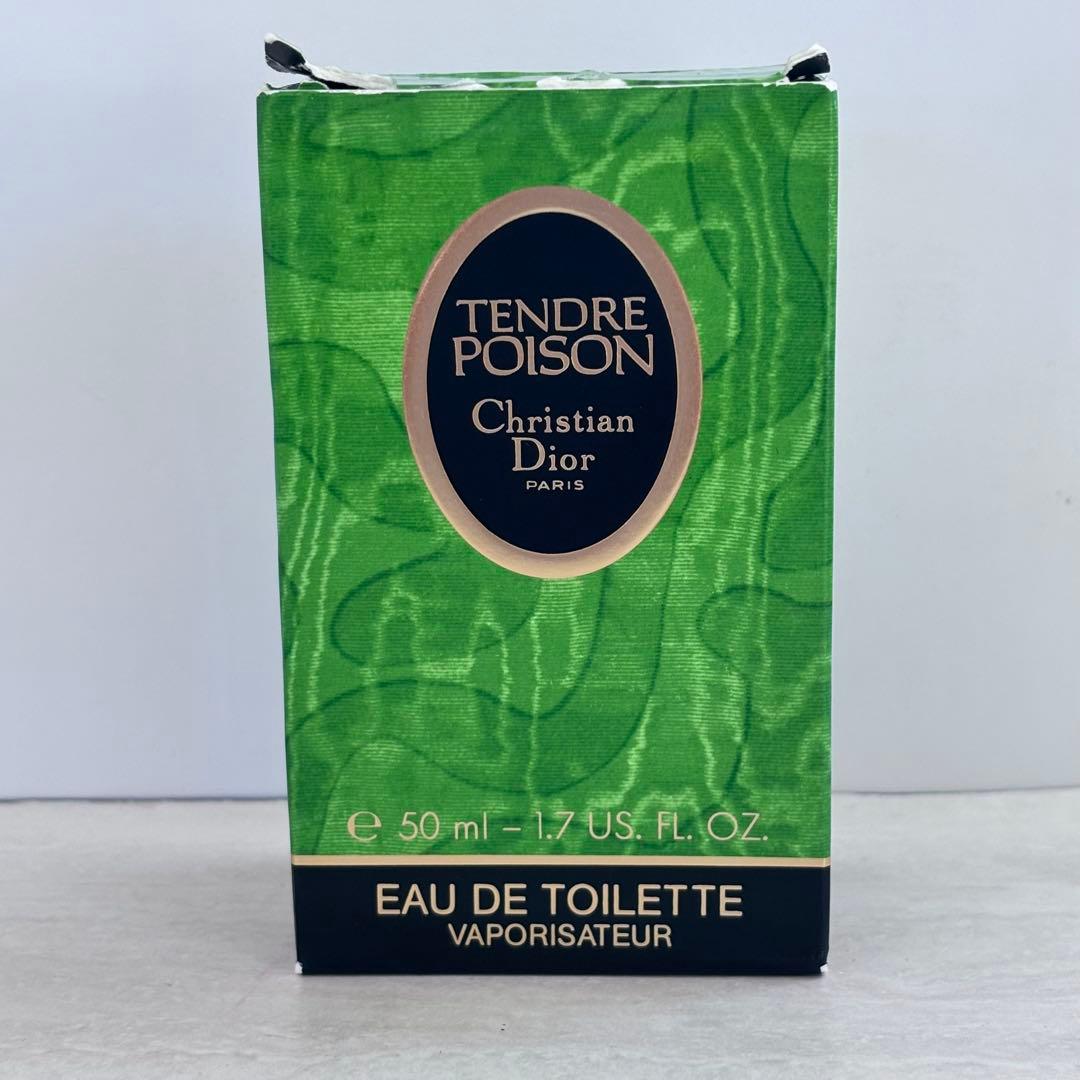 TENDRE
POISON
Christian
Dior
PARIS
℮ 50 ml – 1.7 US. FL. OZ.
EAU DE TOILETTE
VAPORISATEUR